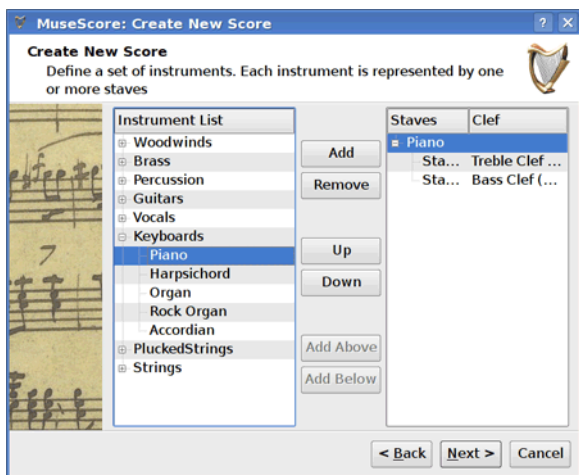 MuseScore: Create New Score
?
Create New Score
Define a set of instruments. Each instrument is represented by one
or more staves
Instrument List
Woodwinds
Brass
Percussion
Guitars
Vocals
Keyboards
Piano
Harpsichord
Organ
Rock Organ
Accordian
PluckedStrings
Strings
Add
Remove
Up
Down
Add Above
Add Below
Staves Clef
Piano
Sta... Treble Clef ...
Sta... Bass Clef (...
7
< Back Next > Cancel